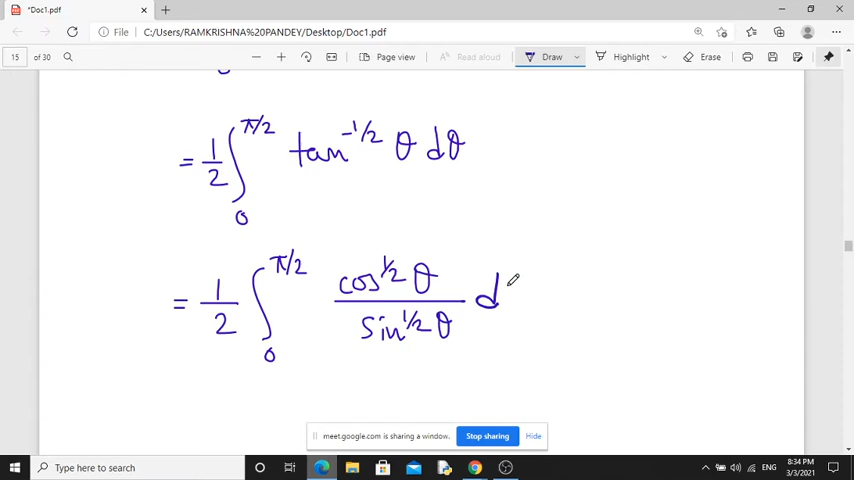 *Doc1.pdf
File C:/Users/RAMKRISHNA%20PANDEY/Desktop/Doc1.pdf
15 of 30 Page view Read aloud Draw Highlight Erase
= 1/2 ∫_0^{π/2} tan^{-1/2} θ dθ
= 1/2 ∫_0^{π/2} cos^{1/2} θ / sin^{1/2} θ d
meet.google.com is sharing a window. Stop sharing Hide
8:34 PM
Type here to search ENG
3/3/2021